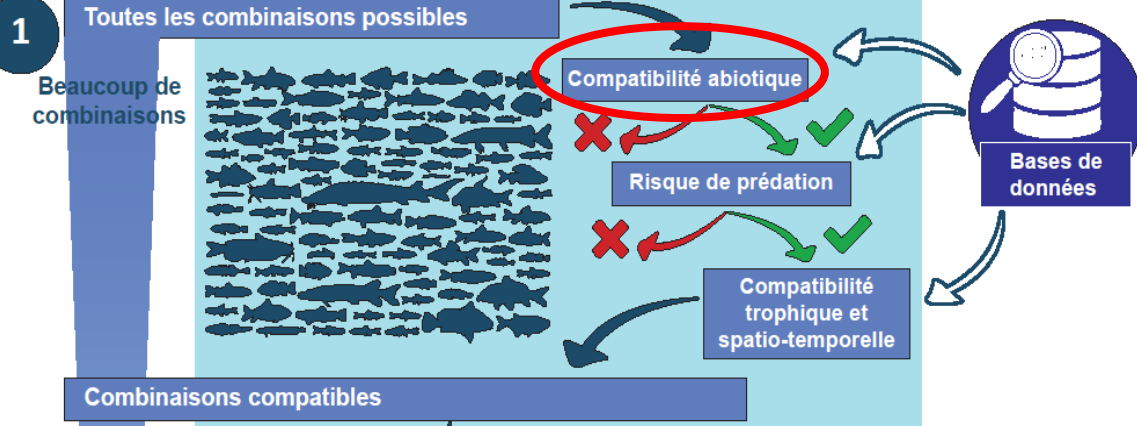 1
Toutes les combinaisons possibles
Beaucoup de
combinaisons
Compatibilité abiotique
Risque de prédation
Bases de
données
Compatibilité
trophique et
spatio-temporelle
Combinaisons compatibles